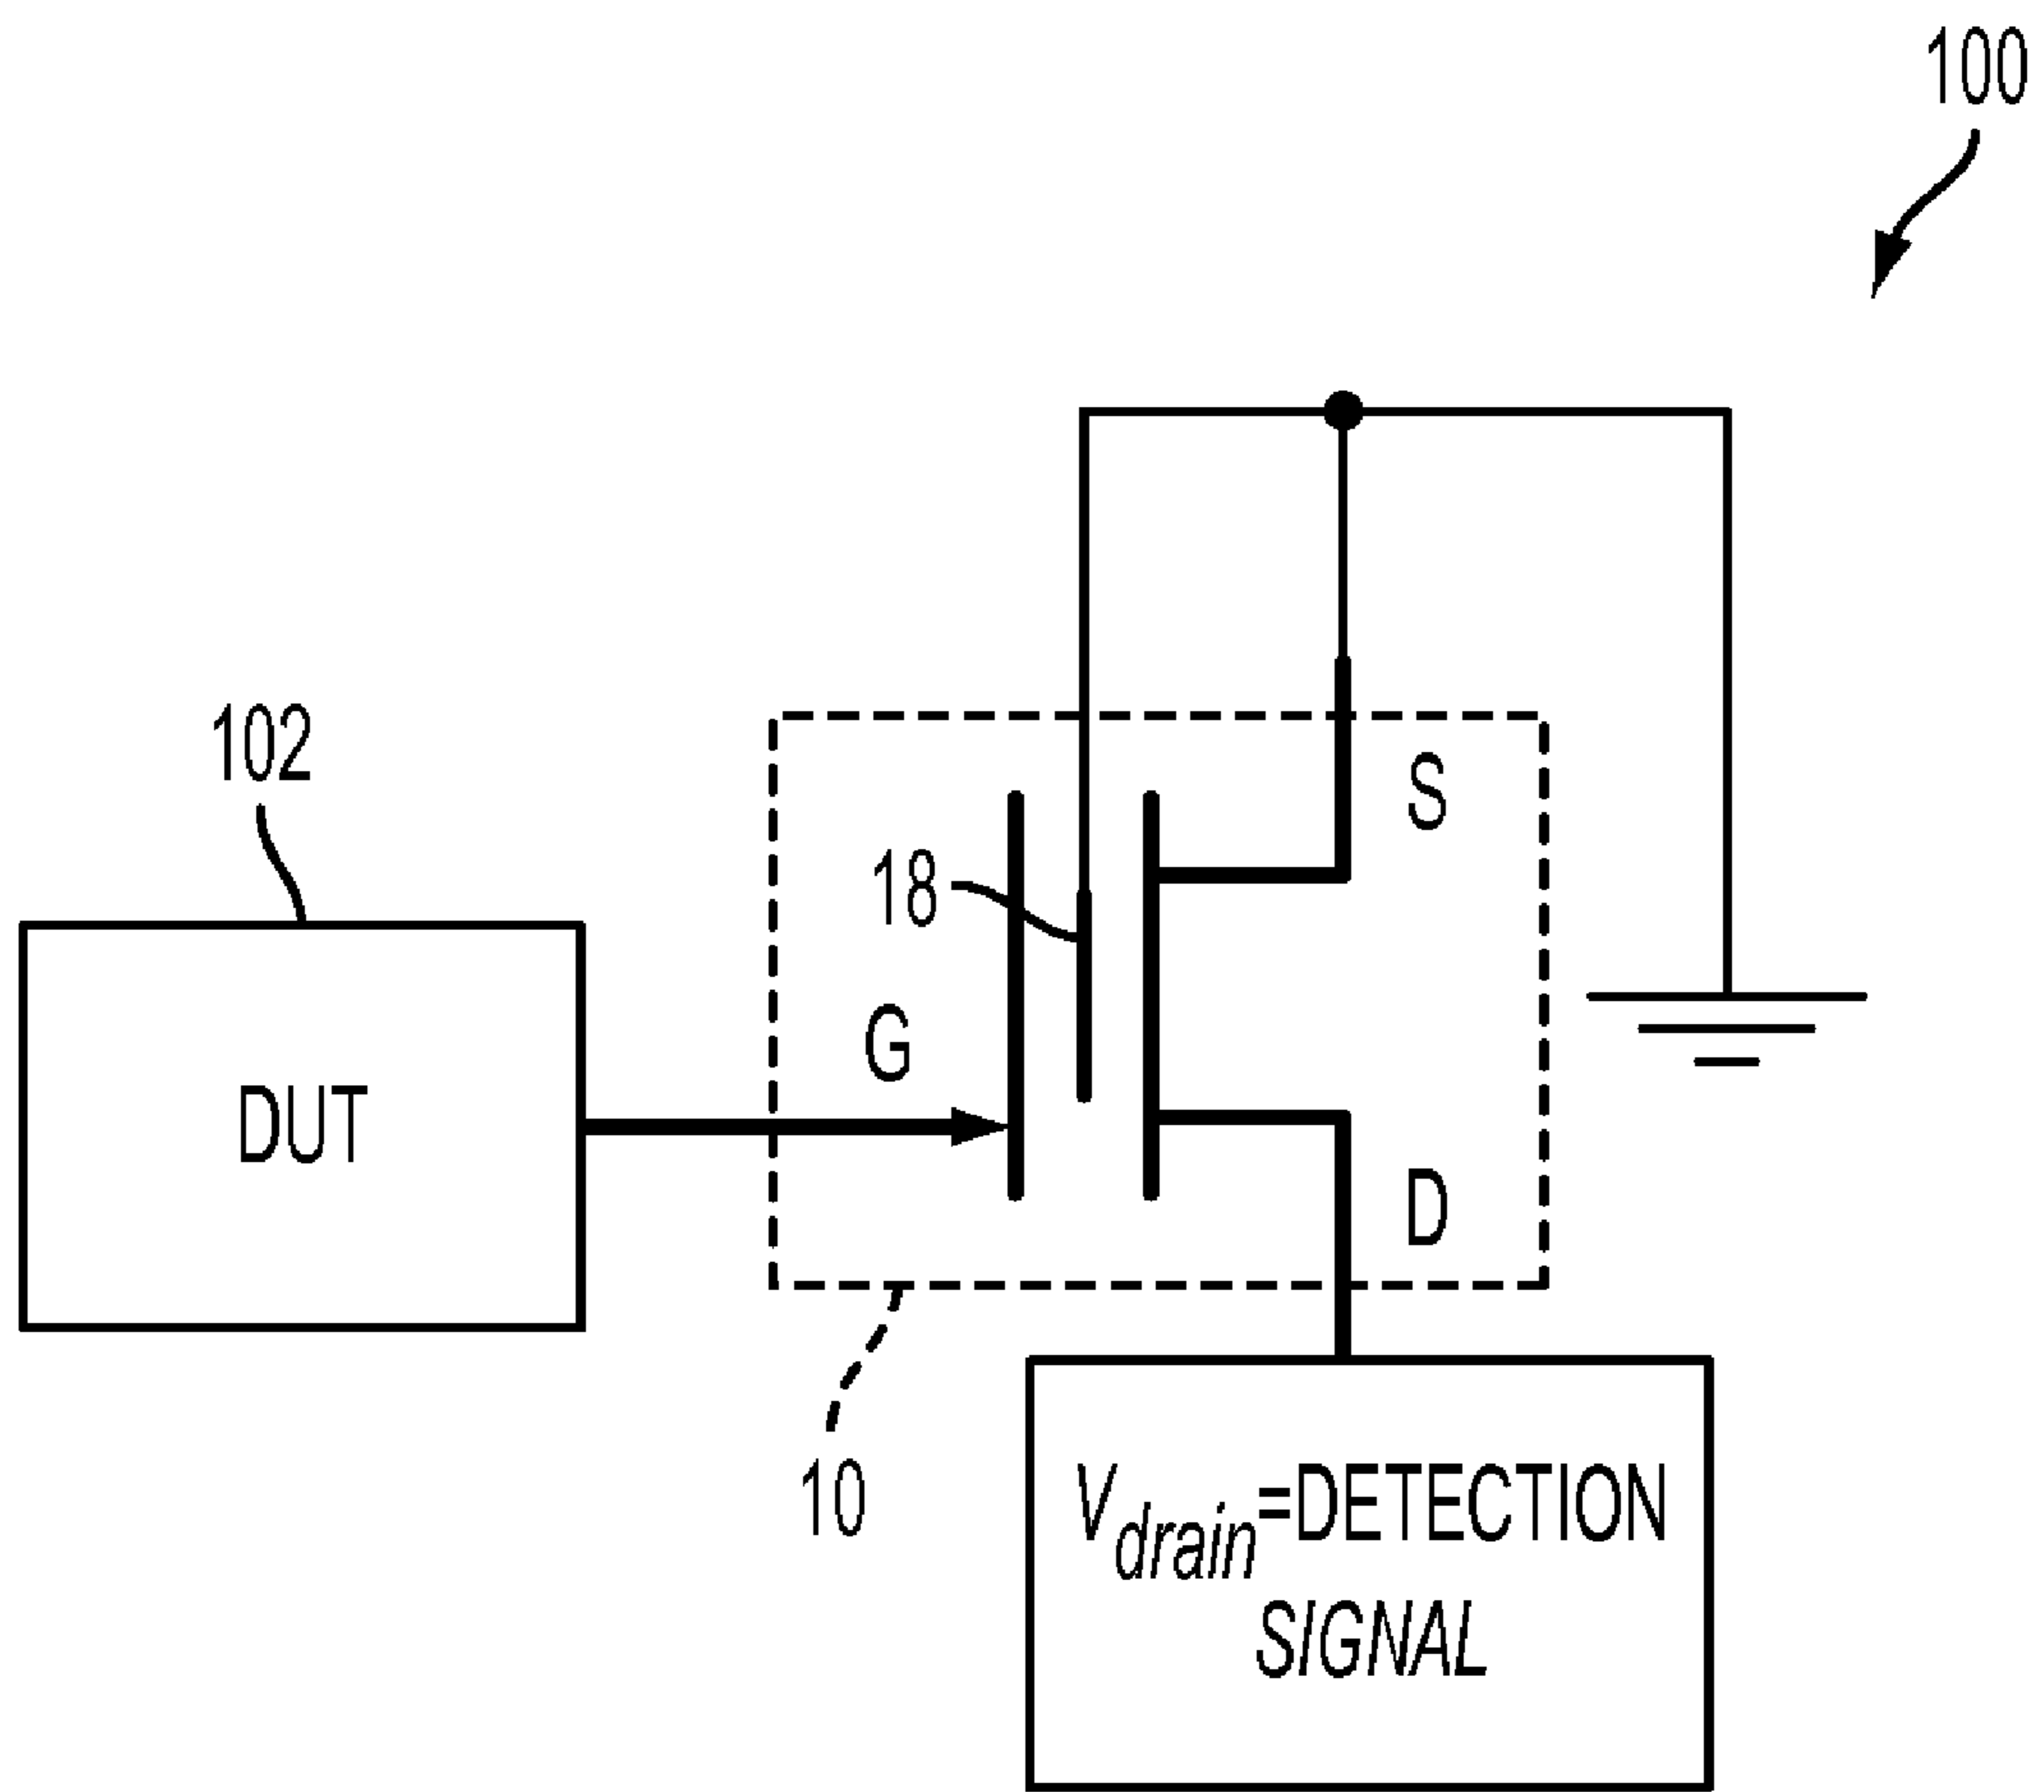 100
102
18
S
G
DUT
D
10
Vdrain=DETECTION
SIGNAL